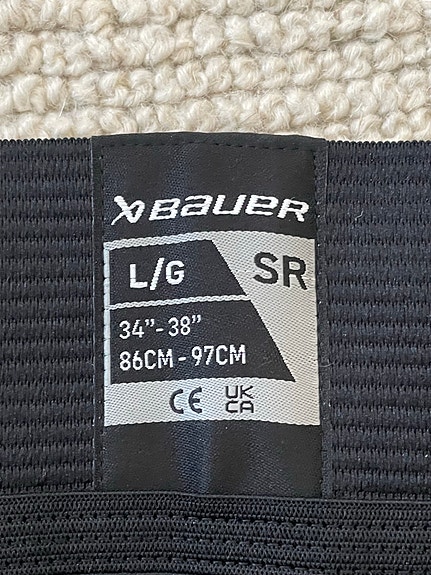 BAUER
L/G
SR
34"-38"
86CM - 97CM
CE UK
CA